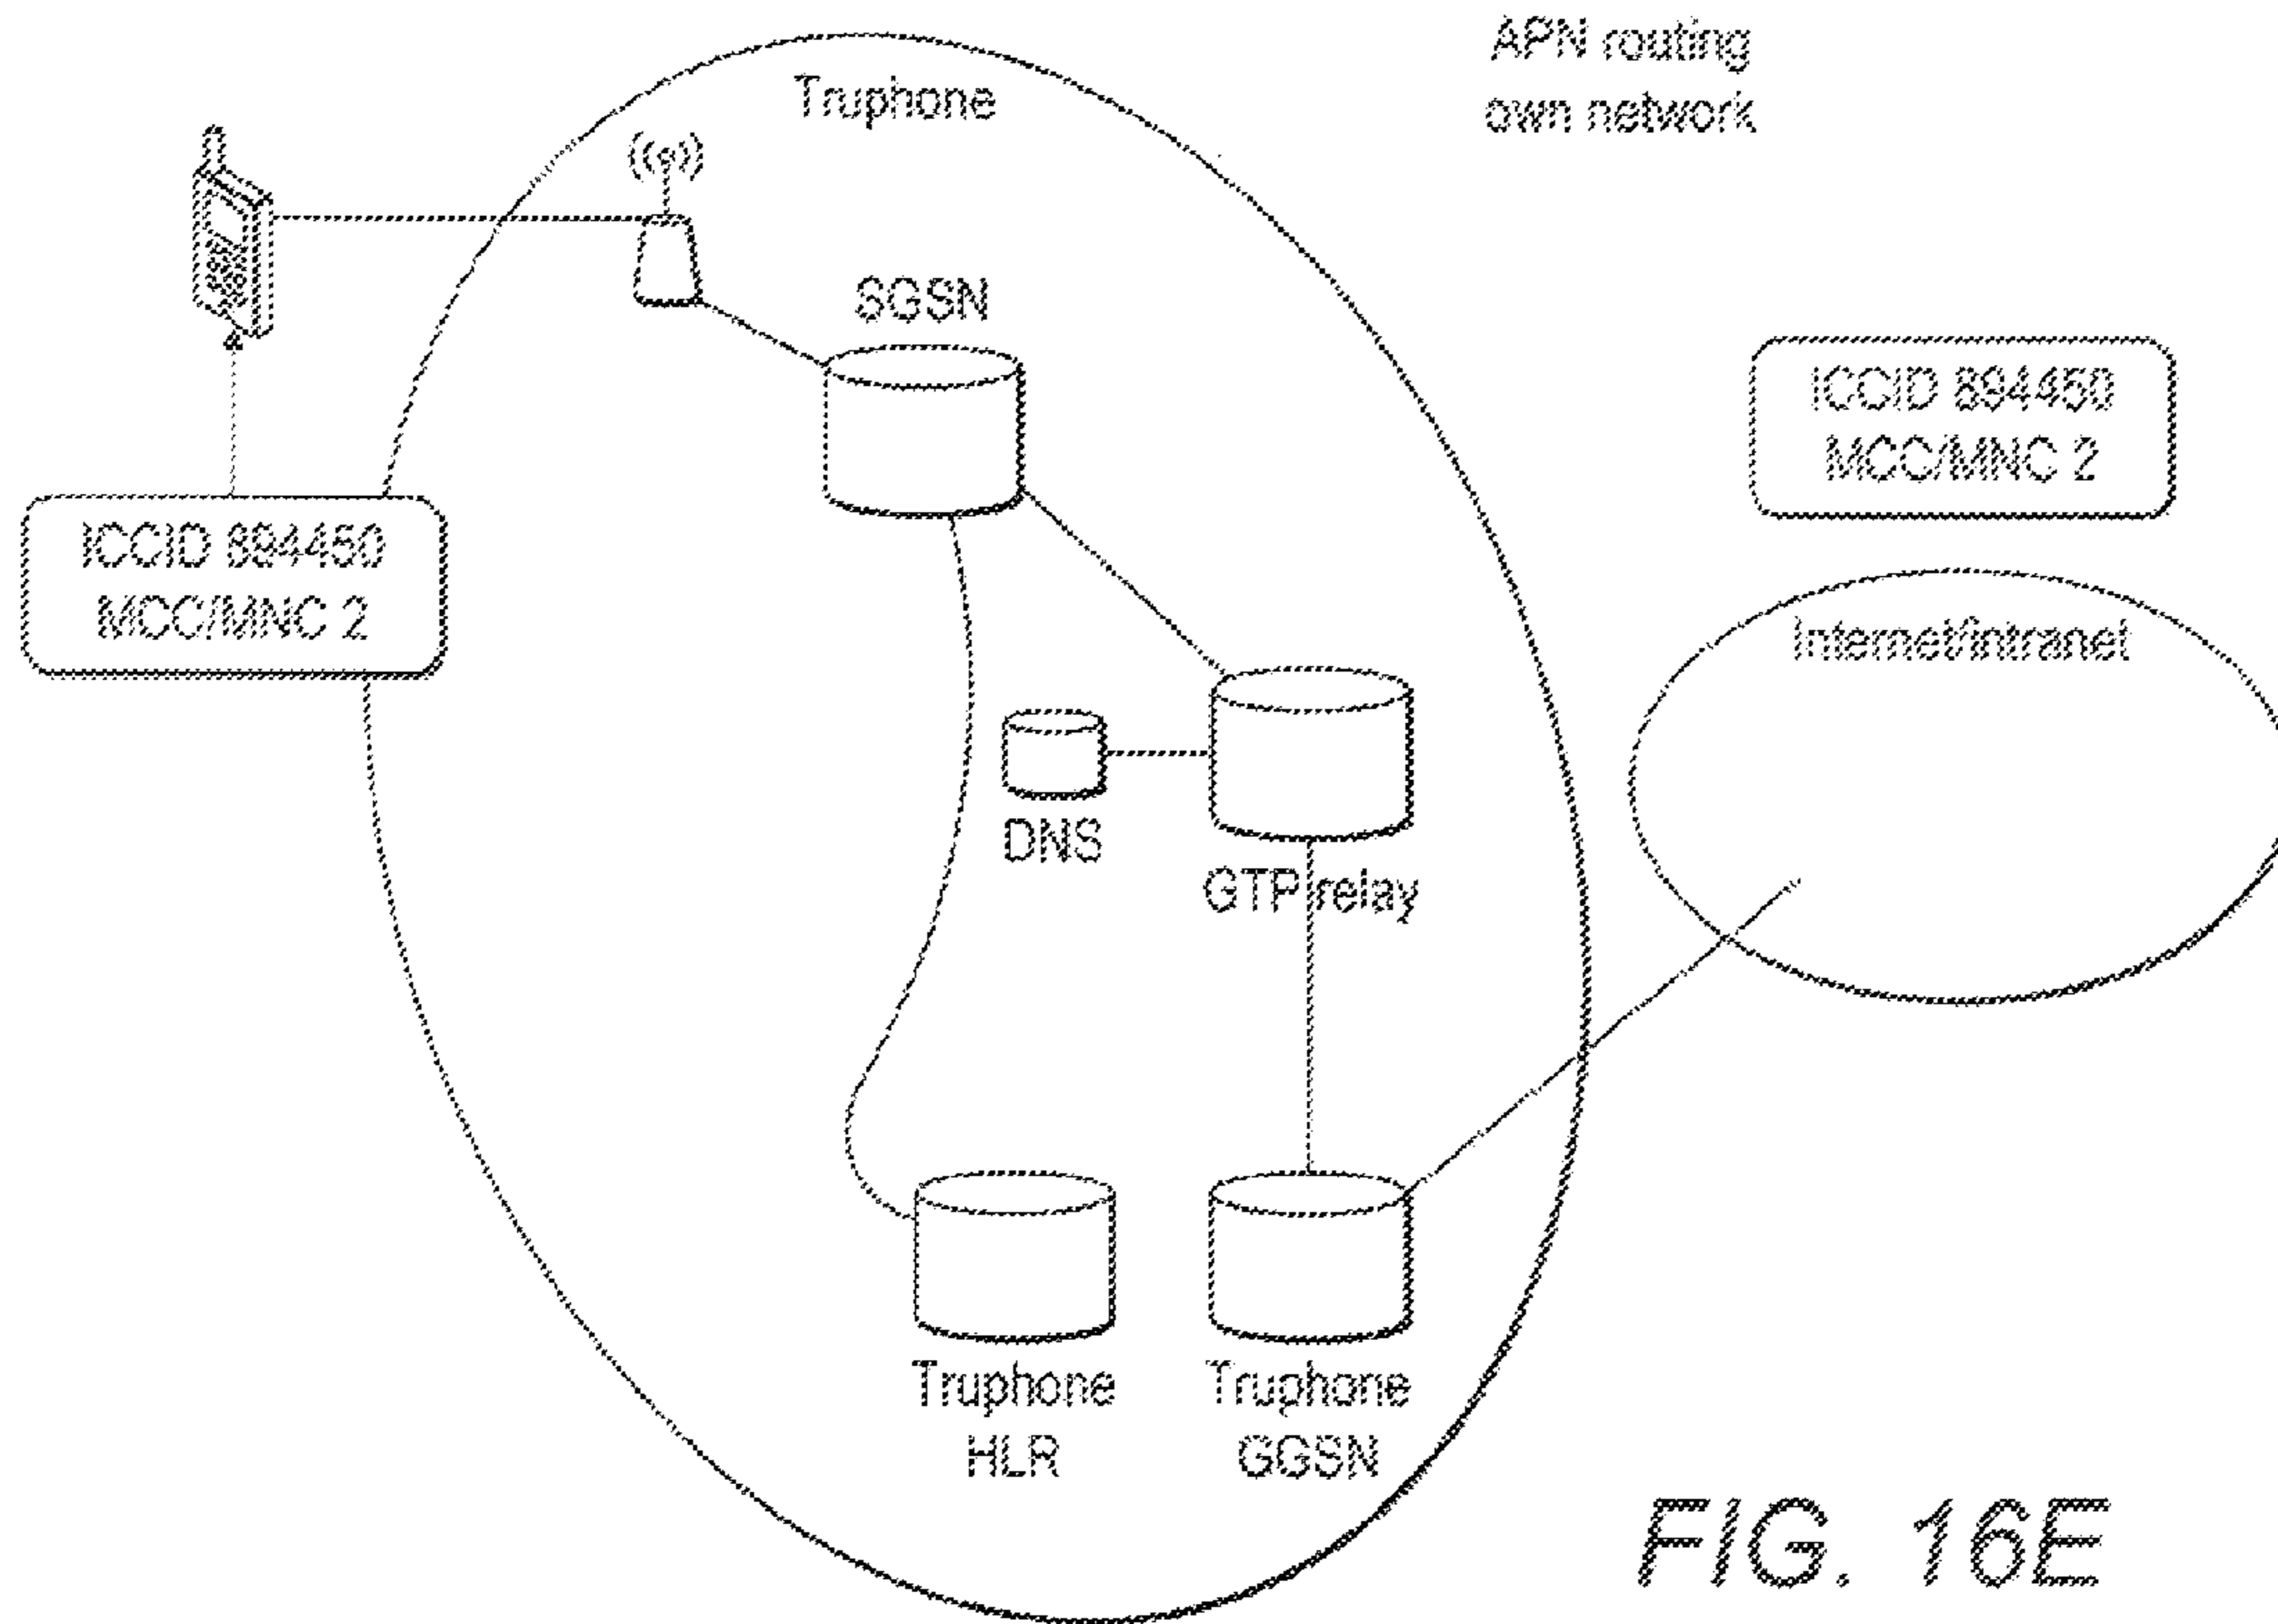 APN routing
own network
Truphone
SGSN
ICCID 894450
MCC/MNC 2
ICCID 894450
MCC/MNC 2
Internet/intranet
DNS
GTP relay
Truphone
HLR
Truphone
GGSN
FIG. 16E